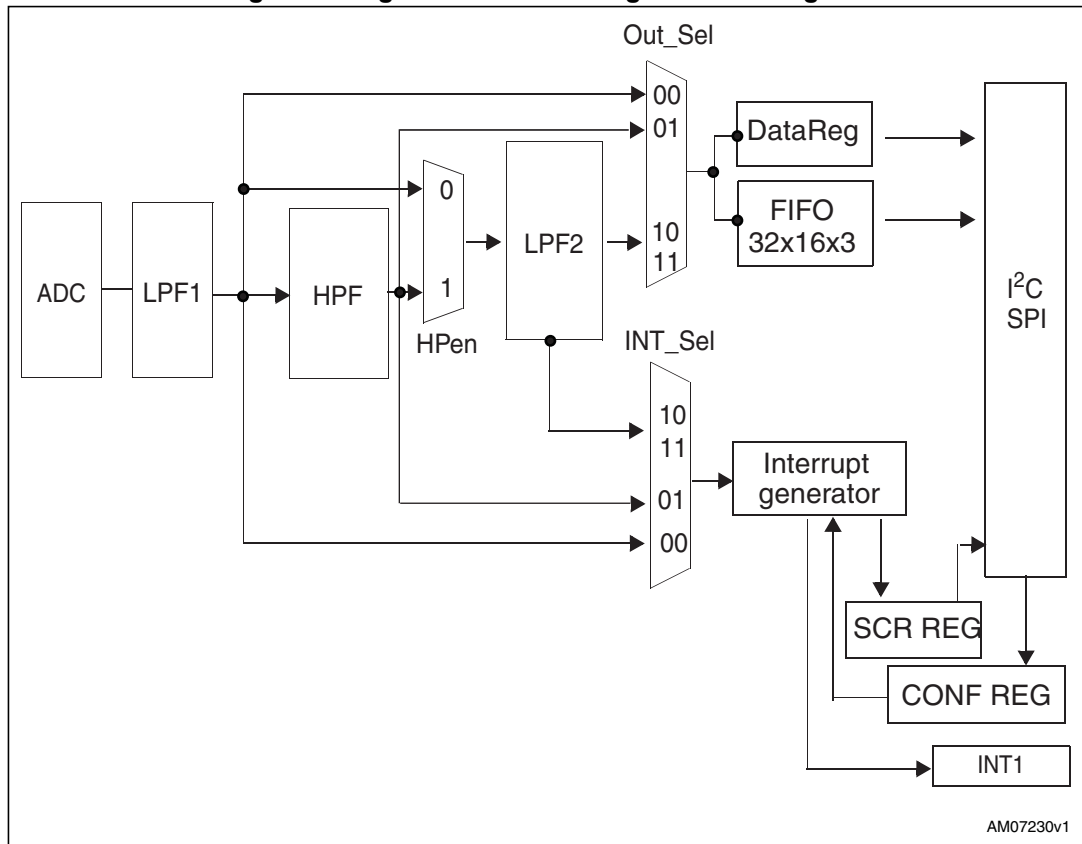 Out_Sel
00
01
10
11
DataReg
FIFO
32x16x3
I²C
SPI
ADC
LPF1
HPF
0
1
HPen
LPF2
INT_Sel
10
11
01
00
Interrupt
generator
SCR REG
CONF REG
INT1
AM07230v1